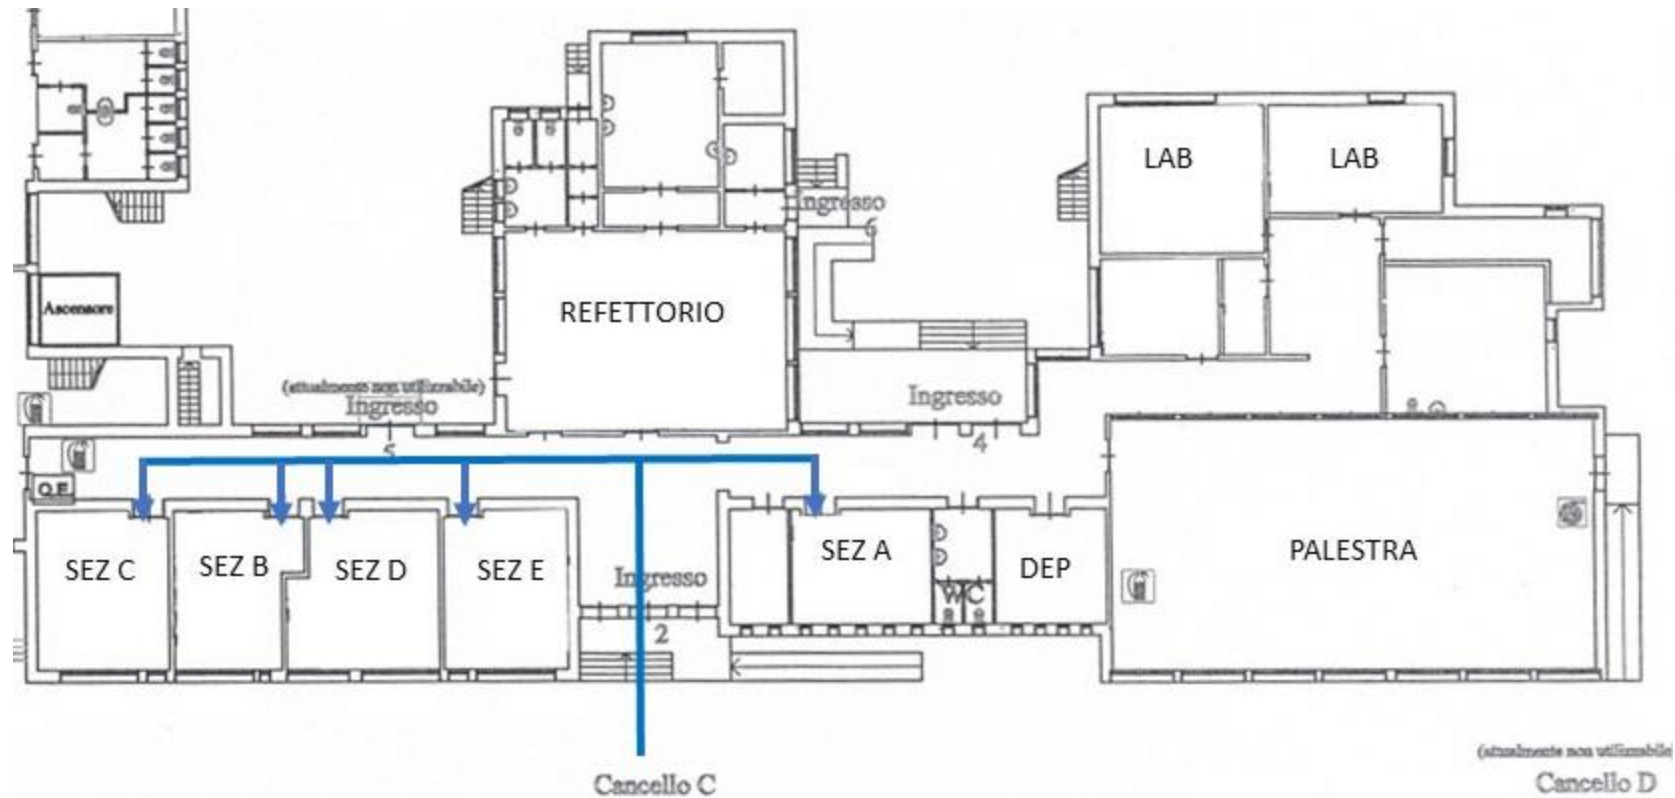 LAB
LAB
Ingresso
6
Ascensore
REFETTORIO
(attualmente non utilizzabile)
Ingresso
5
Ingresso
4
Q.E
SEZ C
SEZ B
SEZ D
SEZ E
Ingresso
2
SEZ A
WC
DEP
PALESTRA
Cancello C
(attualmente non utilizzabile)
Cancello D